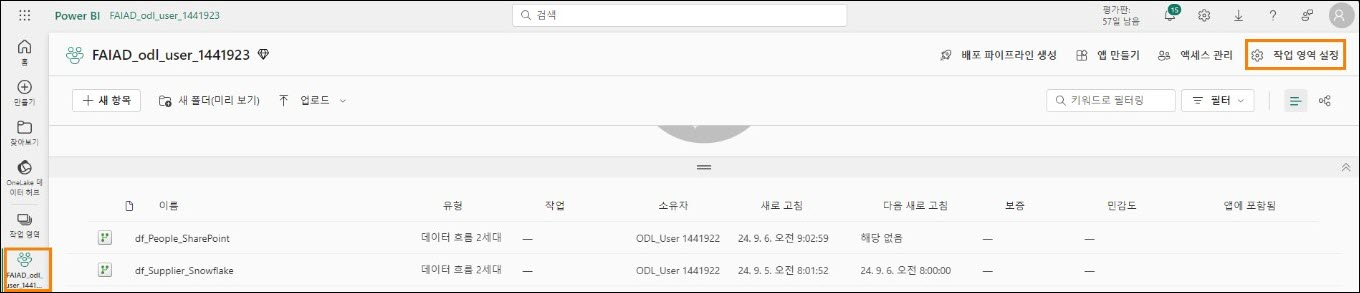 Power BI FAIAD_odl_user_1441923
검색
평가판:
57일 남음
15
FAIAD_odl_user_1441923
배포 파이프라인 생성
앱 만들기
액세스 관리
작업 영역 설정
홈
만들기
찾아보기
OneLake 데
이터 허브
작업 영역
FAIAD_odl_
user_1441...
새 항목
새 폴더(미리 보기)
업로드
키워드로 필터링
필터
이름 유형 작업 소유자 새로 고침 다음 새로 고침 보증 민감도 앱에 포함됨
df_People_SharePoint 데이터 흐름 2세대 — ODL_User 1441922 24. 9. 6. 오전 9:02:59 해당 없음 — —
df_Supplier_Snowflake 데이터 흐름 2세대 — ODL_User 1441922 24. 9. 5. 오전 8:01:52 24. 9. 6. 오전 8:00:00 — —